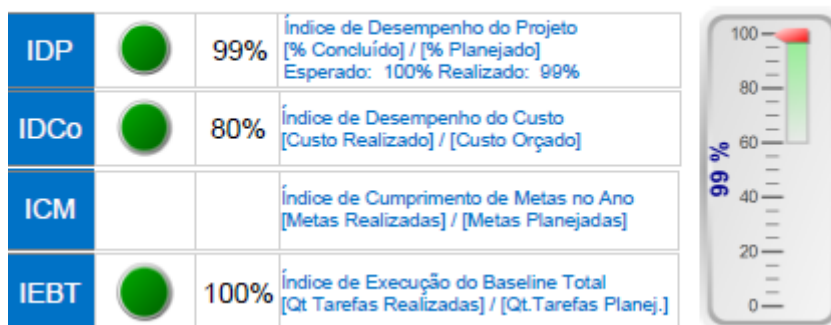 IDP
99%
Índice de Desempenho do Projeto
[% Concluído] / [% Planejado]
Esperado: 100% Realizado: 99%
IDCo
80%
Índice de Desempenho do Custo
[Custo Realizado] / [Custo Orçado]
ICM
Índice de Cumprimento de Metas no Ano
[Metas Realizadas] / [Metas Planejadas]
IEBT
100%
Índice de Execução do Baseline Total
[Qt Tarefas Realizadas] / [Qt.Tarefas Planej.]
99 %
100
80
60
40
20
0